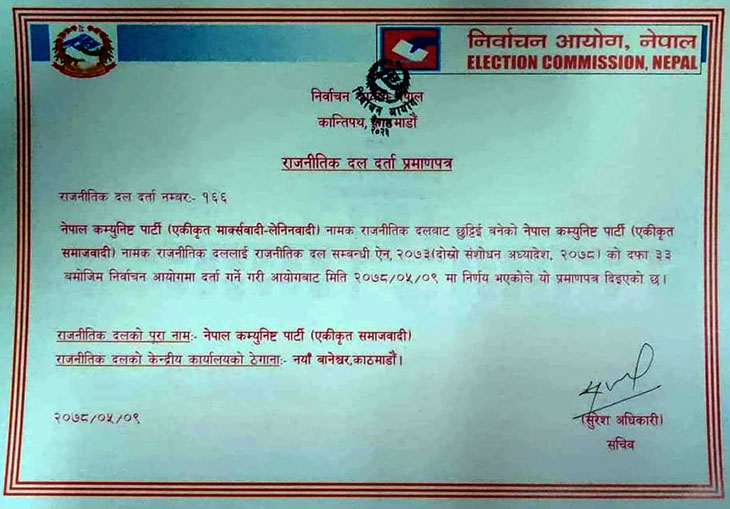 निर्वाचन आयोग, नेपाल
ELECTION COMMISSION, NEPAL
निर्वाचन नेपाल
कान्तिपथ, काठमाडौं
राजनीतिक दल दर्ता प्रमाणपत्र
राजनीतिक दल दर्ता नम्बर:- १६६
नेपाल कम्युनिष्ट पार्टी (एकीकृत मार्क्सवादी-लेनिनवादी) नामक राजनीतिक दलबाट छुट्टिई बनेको नेपाल कम्युनिष्ट पार्टी (एकीकृत
समाजवादी) नामक राजनीतिक दललाई राजनीतिक दल सम्बन्धी ऐन, २०७३(दोस्रो संशोधन अध्यादेश, २०७८) को दफा ३३
बमोजिम निर्वाचन आयोगमा दर्ता गर्ने गरी आयोगबाट मिति २०७८/०५/०९ मा निर्णय भएकोले यो प्रमाणपत्र दिइएको छ।
राजनीतिक दलको पुरा नाम:- नेपाल कम्युनिष्ट पार्टी (एकीकृत समाजवादी)
राजनीतिक दलको केन्द्रीय कार्यालयको ठेगाना:- नयाँ बानेश्वर,काठमाडौं।
२०७८/०५/०९
(सुरेश अधिकारी)
सचिव